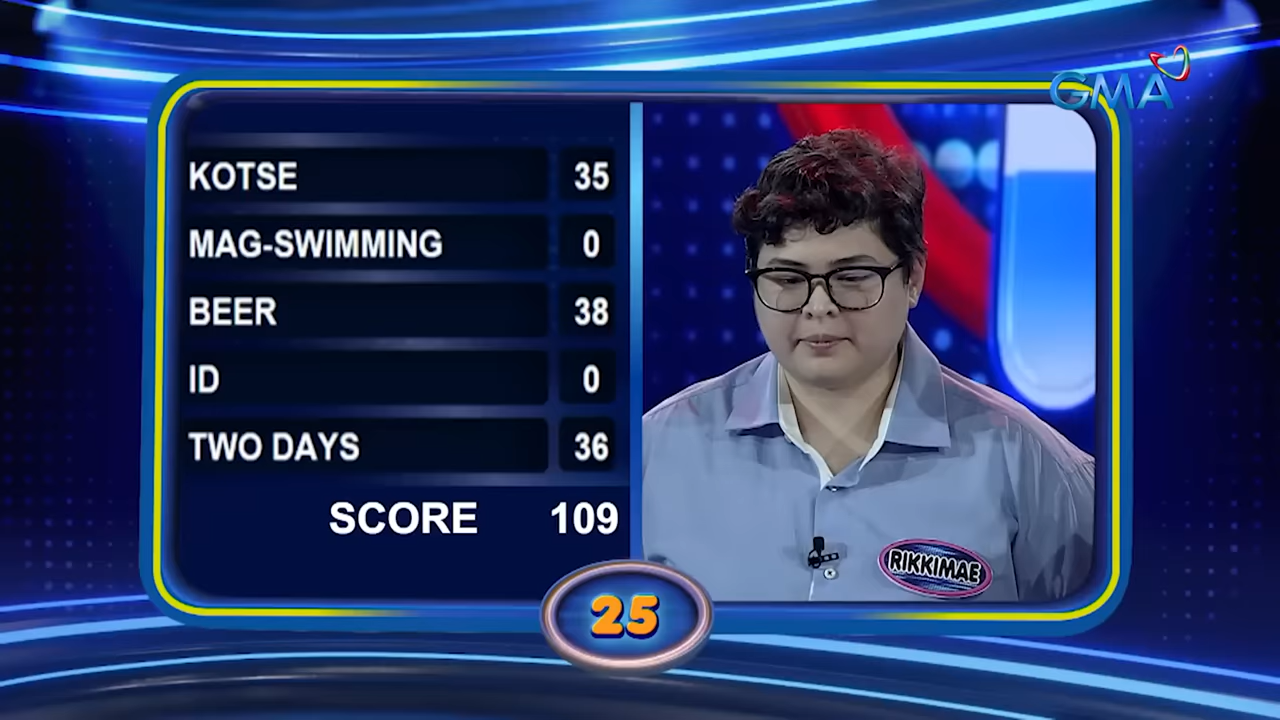 GMA
KOTSE 35
MAG-SWIMMING 0
BEER 38
ID 0
TWO DAYS 36
SCORE 109
RIKKIMAE
25